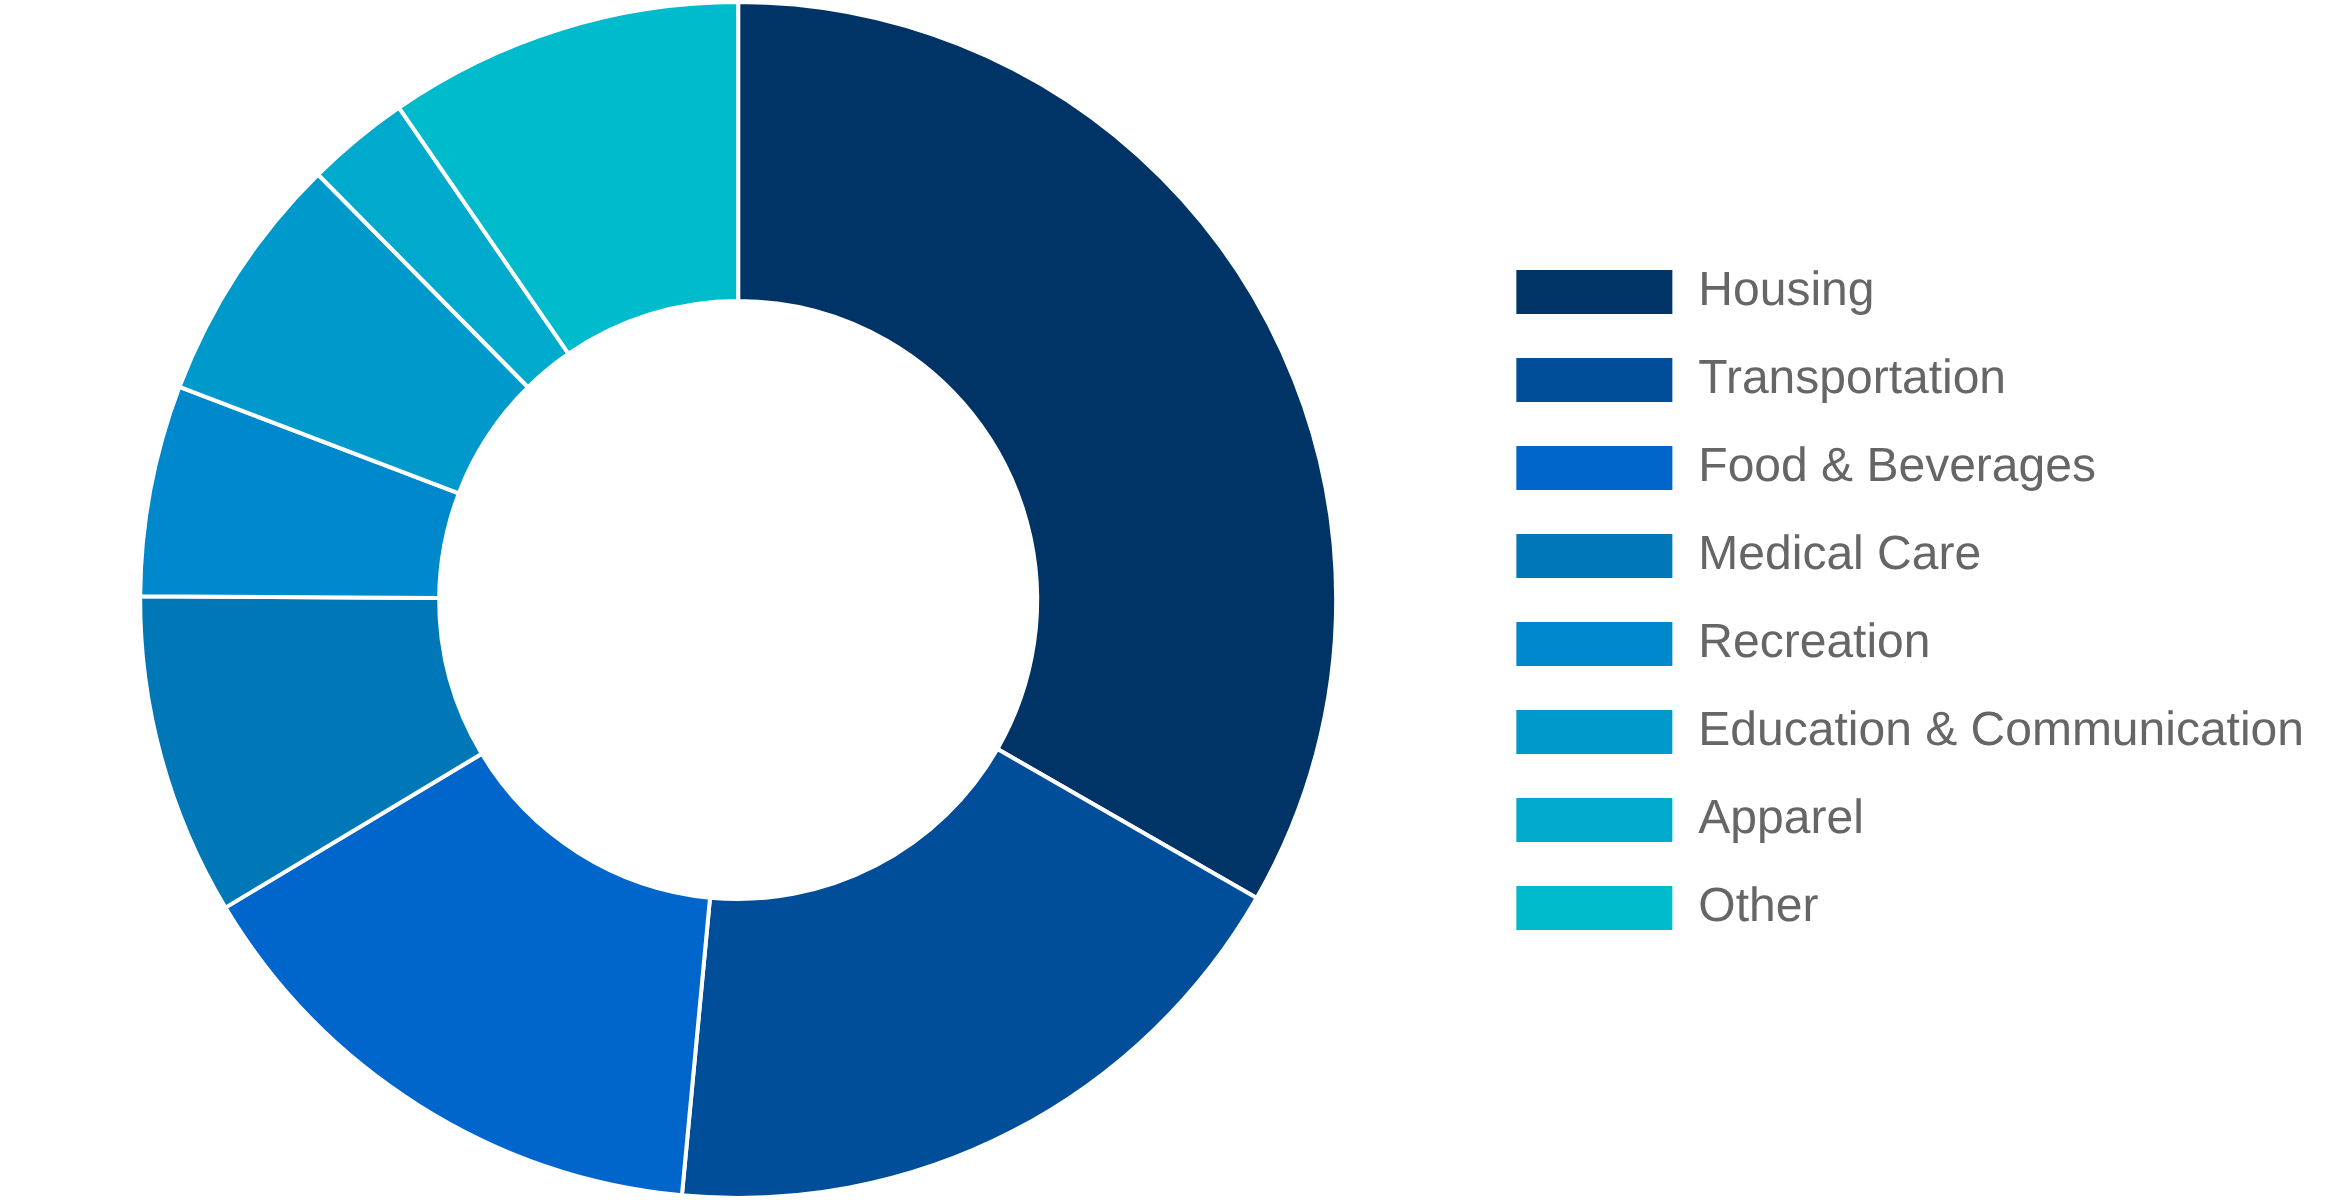 Housing
Transportation
Food & Beverages
Medical Care
Recreation
Education & Communication
Apparel
Other